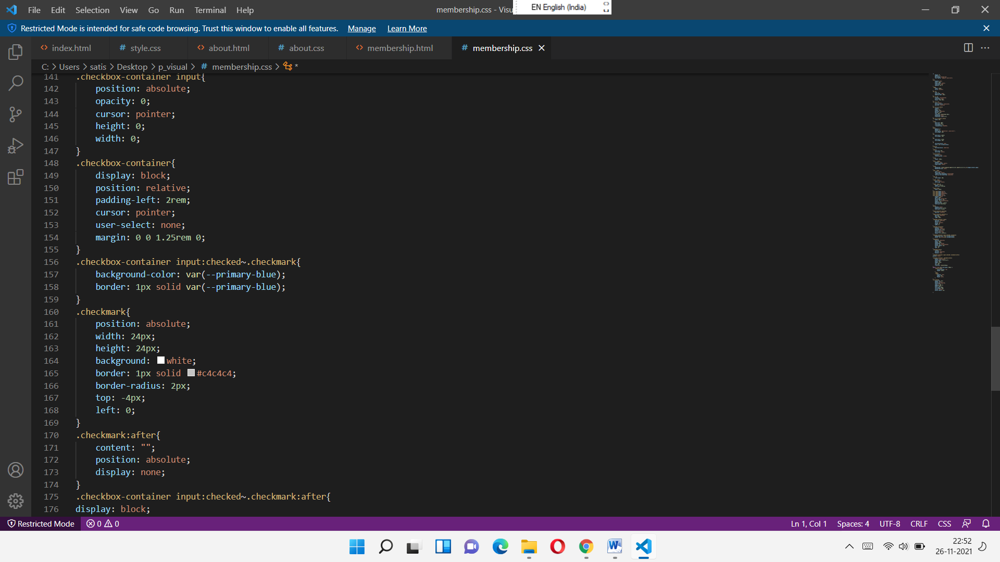 File Edit Selection View Go Run Terminal Help
membership.css - Visu
EN English (India)
Restricted Mode is intended for safe code browsing. Trust this window to enable all features. Manage Learn More
index.html # style.css about.html # about.css membership.html # membership.css
C: > Users > satis > Desktop > p_visual > # membership.css > *
141 .checkbox-container input{
142 position: absolute;
143 opacity: 0;
144 cursor: pointer;
145 height: 0;
146 width: 0;
147 }
148 .checkbox-container{
149 display: block;
150 position: relative;
151 padding-left: 2rem;
152 cursor: pointer;
153 user-select: none;
154 margin: 0 0 1.25rem 0;
155 }
156 .checkbox-container input:checked~.checkmark{
157 background-color: var(--primary-blue);
158 border: 1px solid var(--primary-blue);
159 }
160 .checkmark{
161 position: absolute;
162 width: 24px;
163 height: 24px;
164 background: white;
165 border: 1px solid #c4c4c4;
166 border-radius: 2px;
167 top: -4px;
168 left: 0;
169 }
170 .checkmark:after{
171 content: "";
172 position: absolute;
173 display: none;
174 }
175 .checkbox-container input:checked~.checkmark:after{
176 display: block;
Restricted Mode 0 0 Ln 1, Col 1 Spaces: 4 UTF-8 CRLF CSS
22:52
26-11-2021